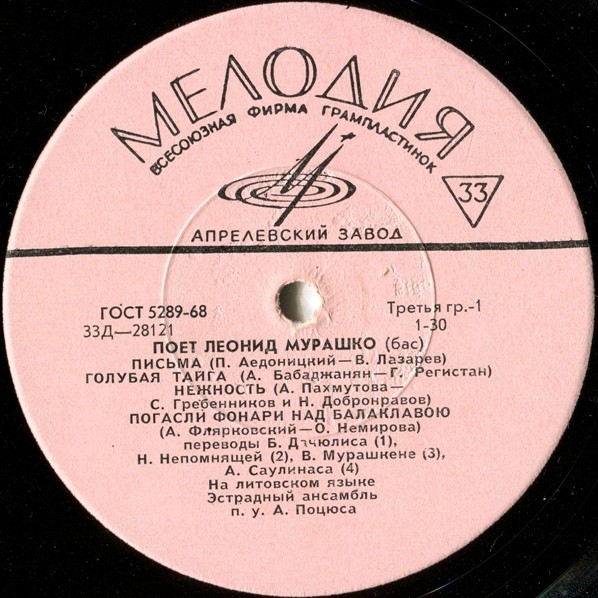 МЕЛОДИЯ
ВСЕСОЮЗНАЯ ФИРМА ГРАМПЛАСТИНОК
33
АПРЕЛЕВСКИЙ ЗАВОД
ГОСТ 5289-68 Третья гр.-1
33Д—28121 1-30
ПОЕТ ЛЕОНИД МУРАШКО (бас)
ПИСЬМА (П. Аедоницкий—В. Лазарев)
ГОЛУБАЯ ТАЙГА (А. Бабаджанян—Г. Регистан)
НЕЖНОСТЬ (А. Пахмутова—
С. Гребенников и Н. Добронравов)
ПОГАСЛИ ФОНАРИ НАД БАЛАКЛАВОЮ
(А. Флярковский—О. Немирова)
переводы Б. (1),
Н. Непомнящей (2), В. Мурашкене (3),
А. Саулинаса (4)
На литовском языке
Эстрадный ансамбль
п. у. А. Поцюса